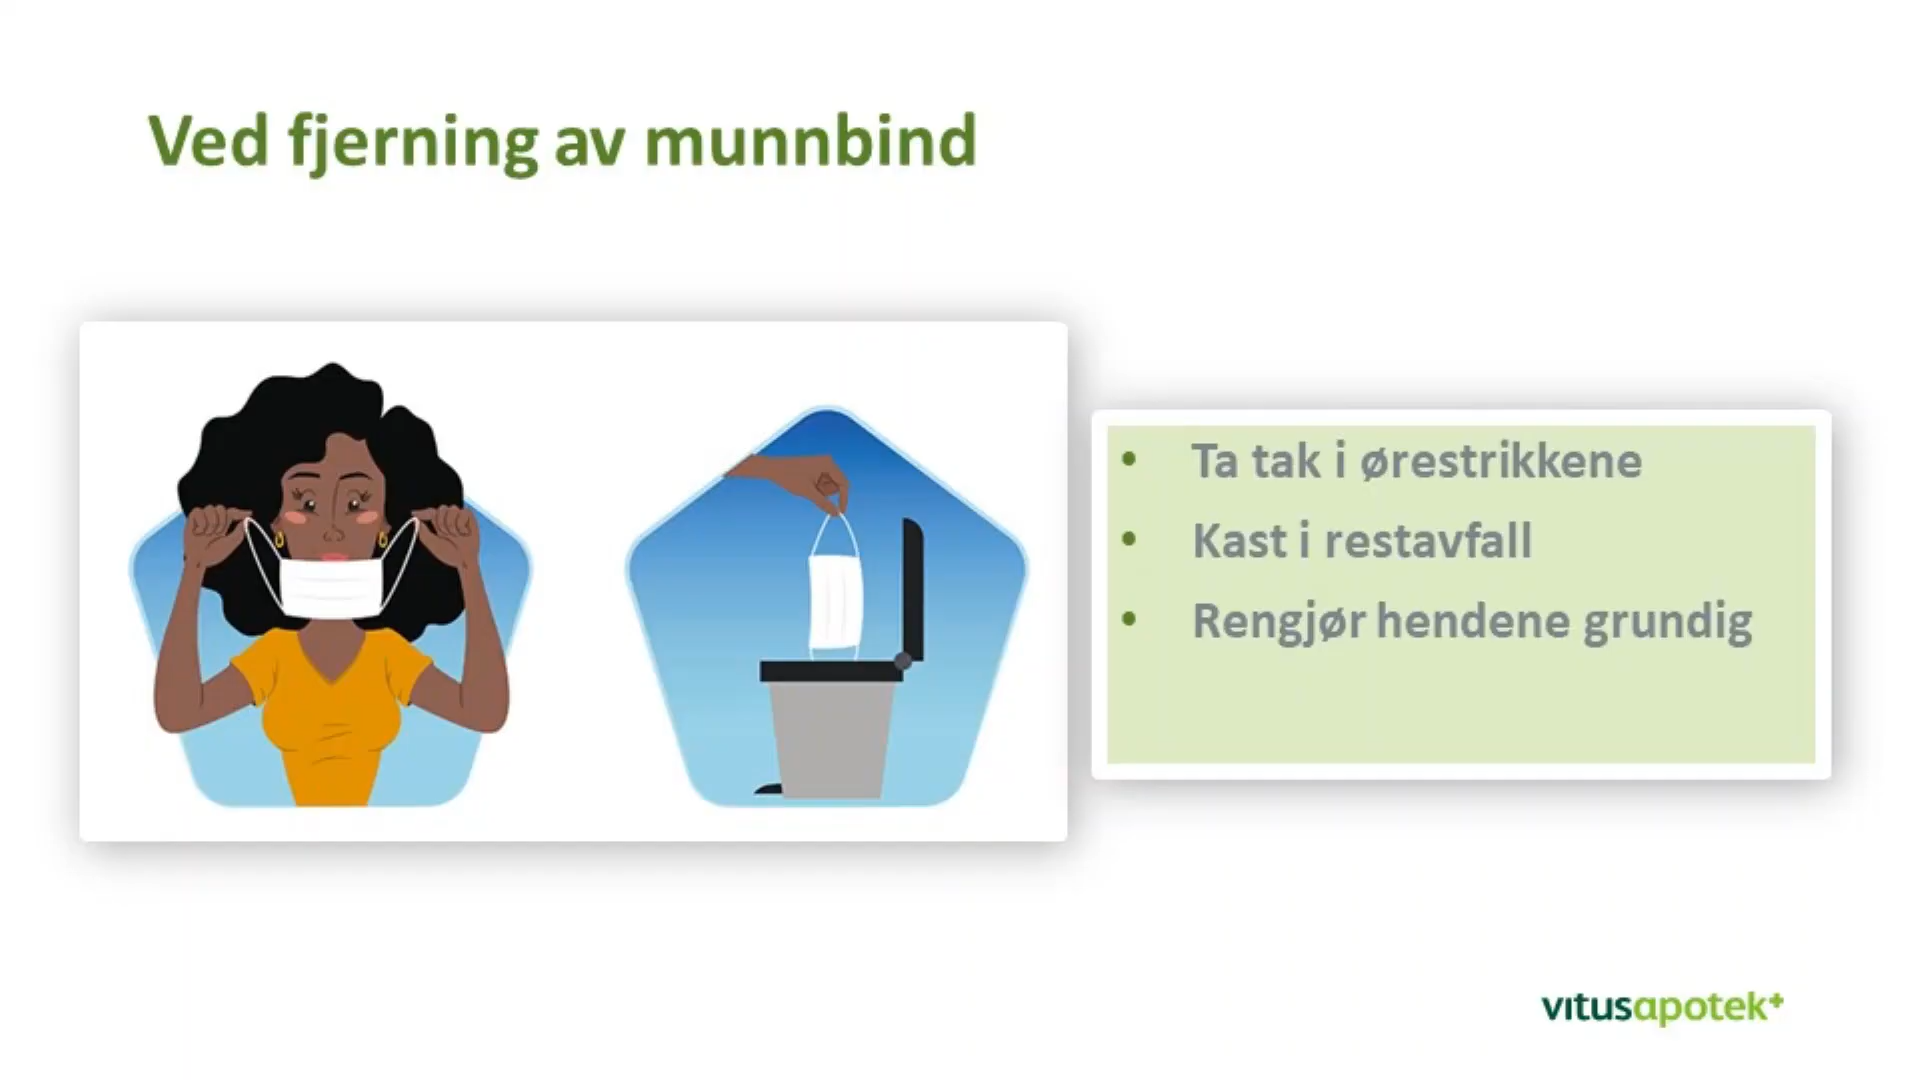 Ved fjerning av munnbind
• Ta tak i ørestrikkene
• Kast i restavfall
• Rengjør hendene grundig
vitusapotek+